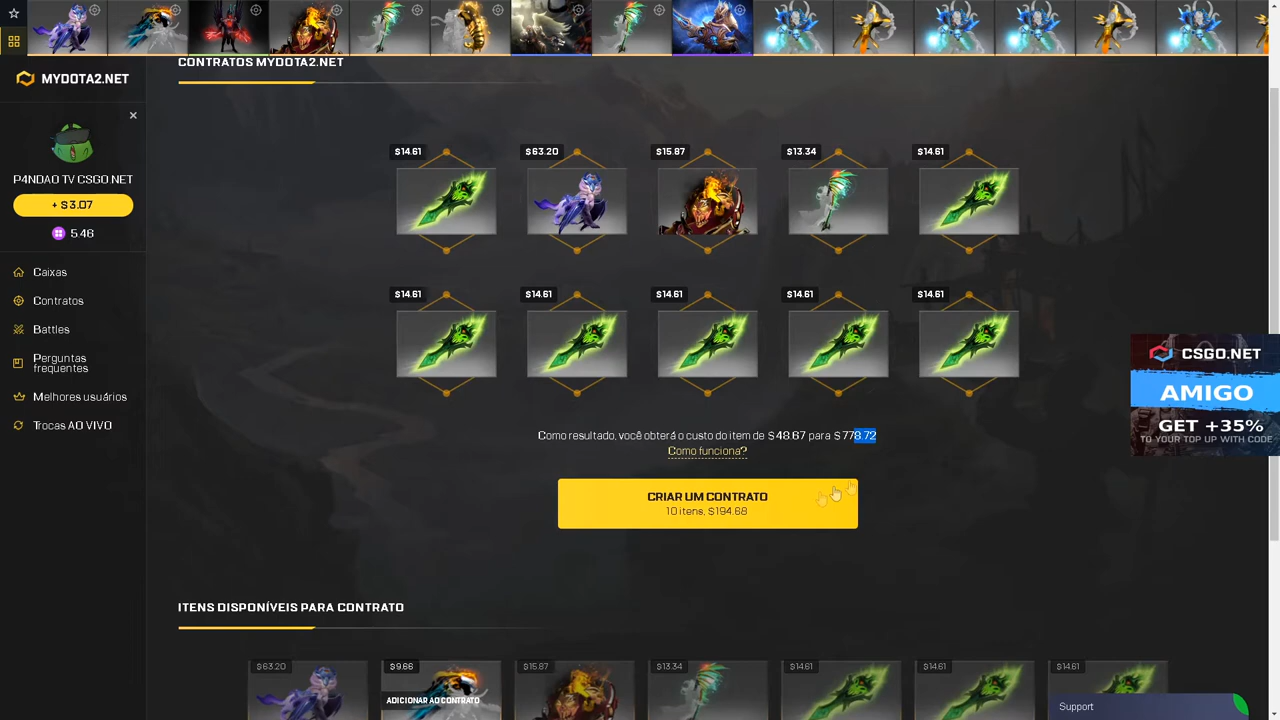 CONTRATOS MYDOTA2.NET
MYDOTA2.NET
P4NDAO TV CSGO NET
+ $ 3.07
5.46
Caixas
Contratos
Battles
Perguntas
frequentes
Melhores usuários
Trocas AO VIVO
$14.61
$63.20
$15.87
$13.34
$14.61
$14.61
$14.61
$14.61
$14.61
$14.61
Como resultado, você obterá o custo do item de $48.67 para $778.72
Como funciona?
CRIAR UM CONTRATO
10 itens, $194.68
CSGO.NET
AMIGO
GET +35%
TO YOUR TOP UP WITH CODE
ITENS DISPONÍVEIS PARA CONTRATO
$63.20
$9.66
$15.87
$13.34
$14.61
$14.61
$14.61
ADICIONAR AO CONTRATO
Support